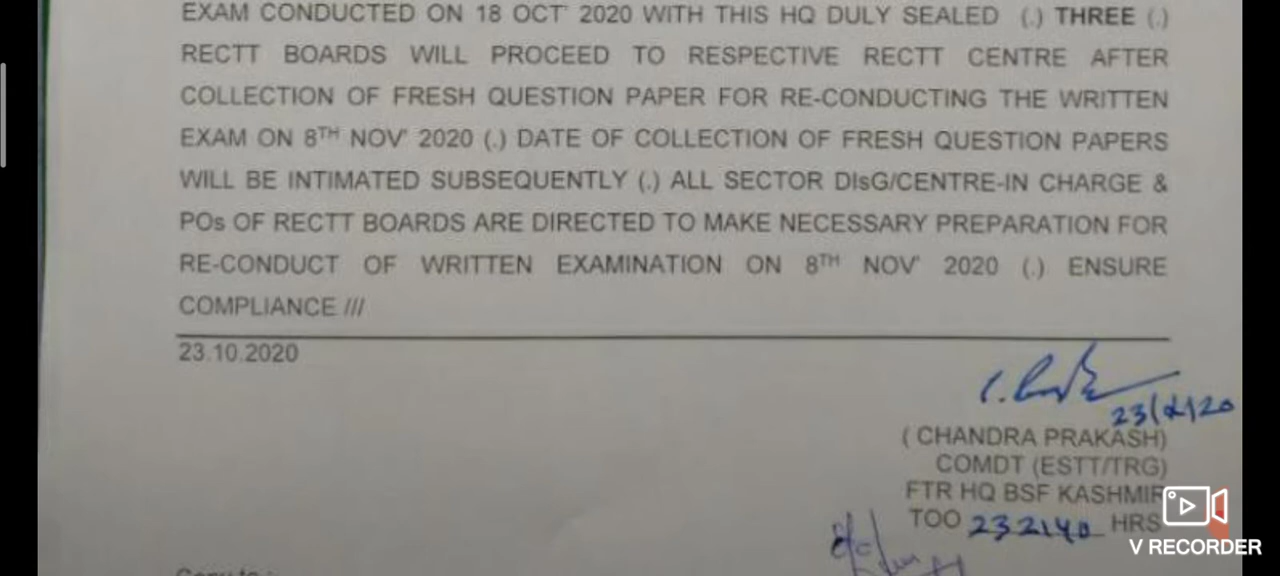 EXAM CONDUCTED ON 18 OCT' 2020 WITH THIS HQ DULY SEALED (.) THREE (.)
RECTT BOARDS WILL PROCEED TO RESPECTIVE RECTT CENTRE AFTER
COLLECTION OF FRESH QUESTION PAPER FOR RE-CONDUCTING THE WRITTEN
EXAM ON 8TH NOV' 2020 (.) DATE OF COLLECTION OF FRESH QUESTION PAPERS
WILL BE INTIMATED SUBSEQUENTLY (.) ALL SECTOR DIsG/CENTRE-IN CHARGE &
POs OF RECTT BOARDS ARE DIRECTED TO MAKE NECESSARY PREPARATION FOR
RE-CONDUCT OF WRITTEN EXAMINATION ON 8TH NOV' 2020 (.) ENSURE
COMPLIANCE ///
23.10.2020
( CHANDRA PRAKASH)
COMDT (ESTT/TRG)
FTR HQ BSF KASHMIR
TOO 232140 HRS
V RECORDER